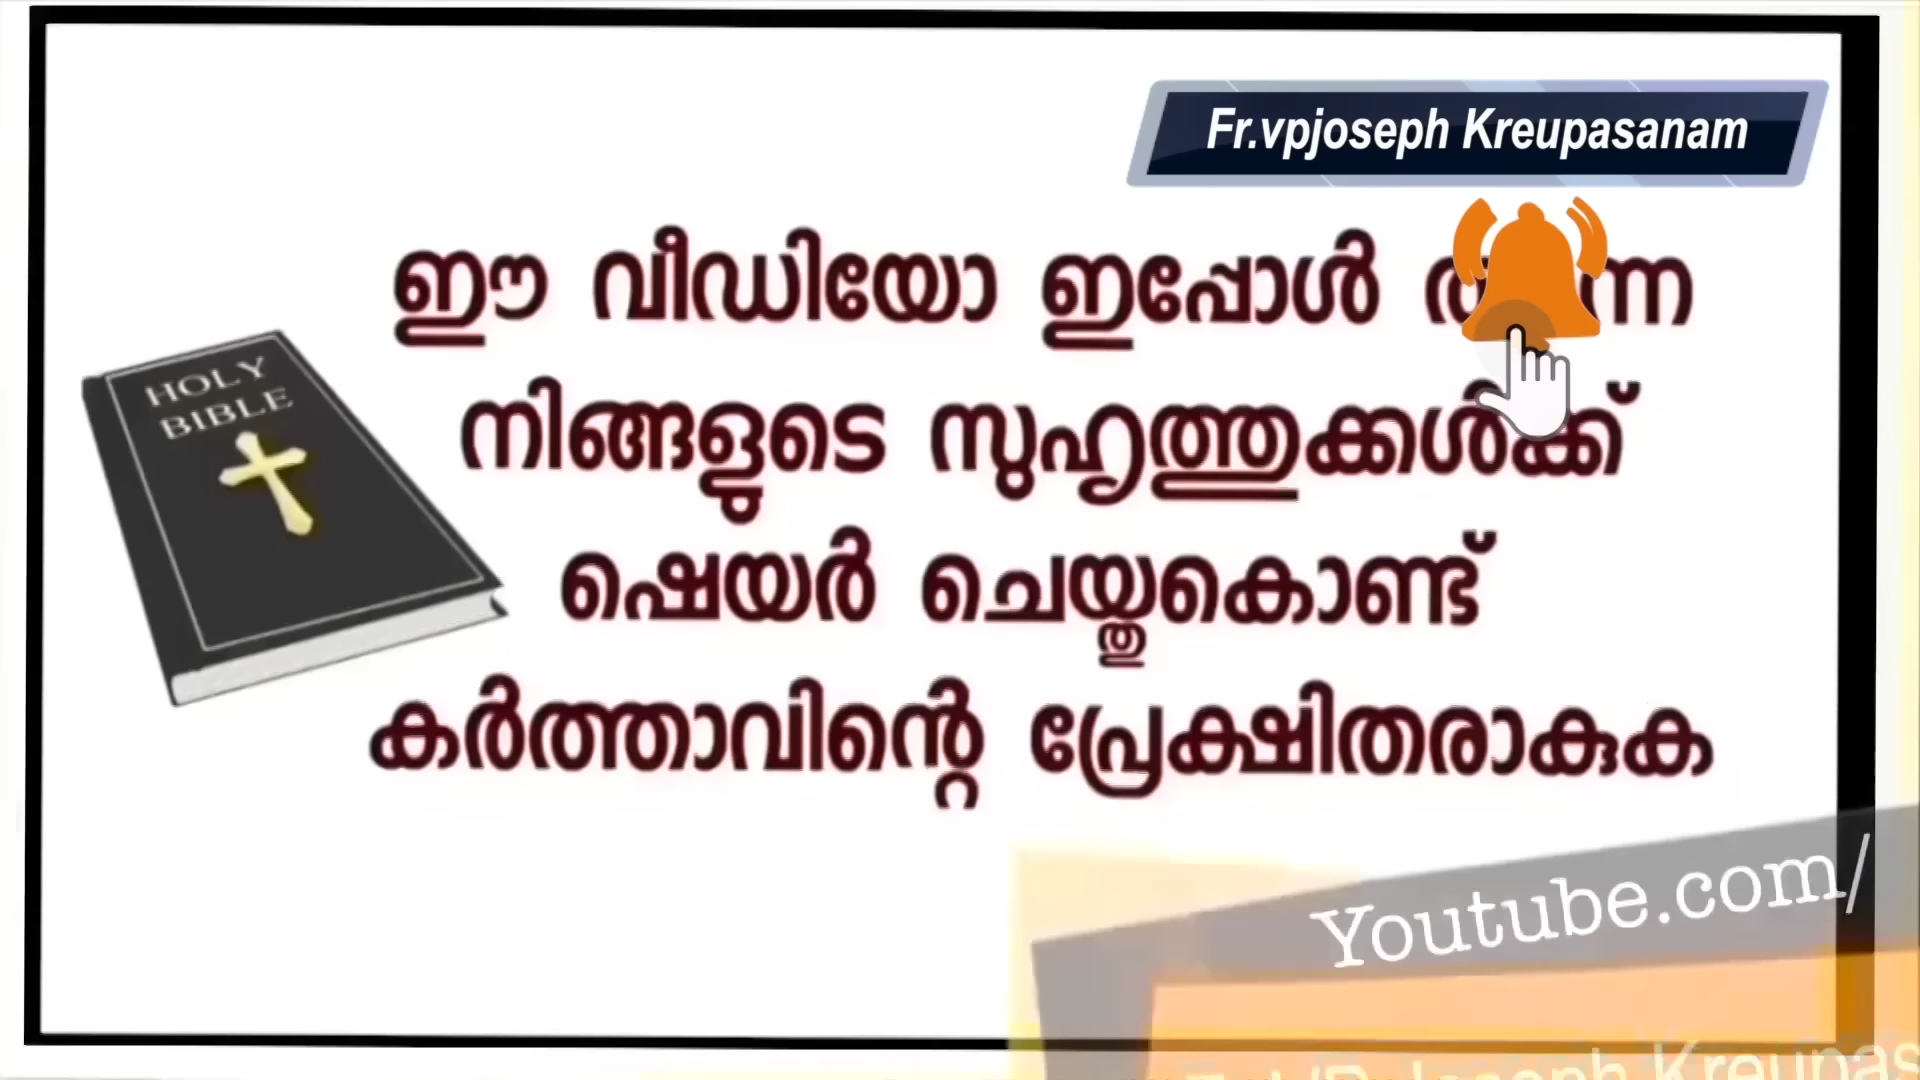 Fr.vpjoseph Kreupasanam
ഈ വീഡിയോ ഇപ്പോൾ
നിങ്ങളുടെ സുഹൃത്തുക്കൾക്ക്
ഷെയർ ചെയ്തുകൊണ്ട്
കർത്താവിന്റെ പ്രേക്ഷിതരാകുക
HOLY
BIBLE
Youtube.com/